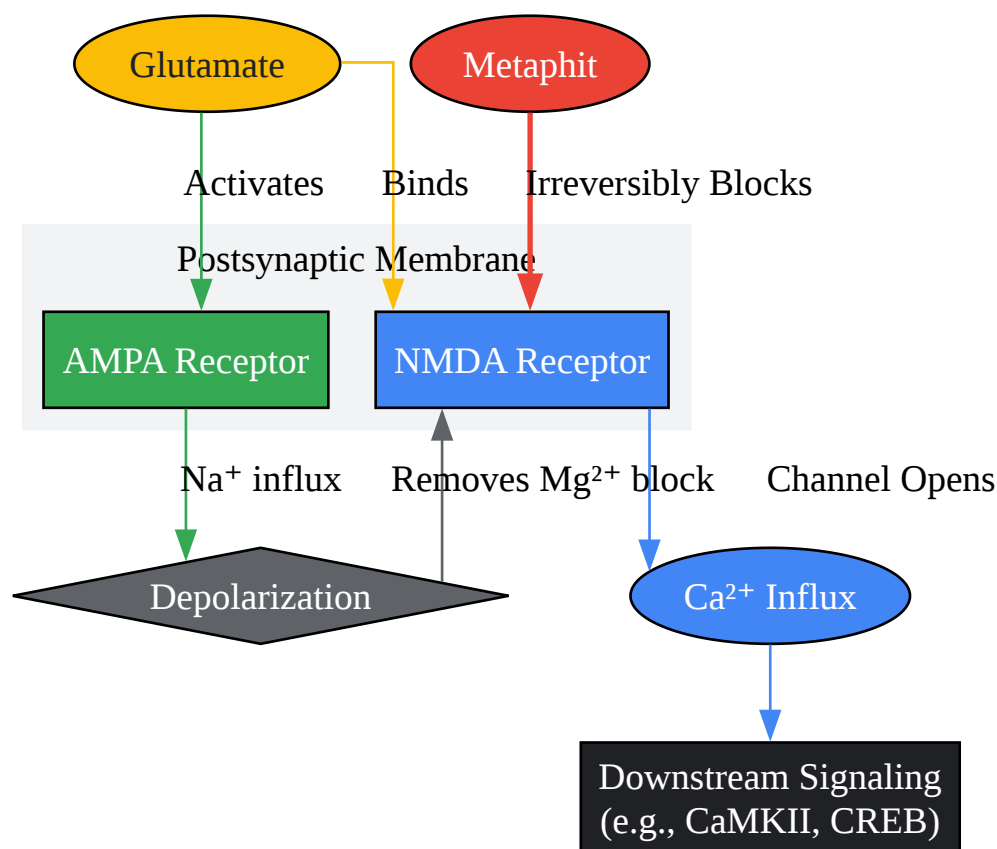 Glutamate
Metaphit
Activates
Binds
Irreversibly Blocks
Postsynaptic Membrane
AMPA Receptor
NMDA Receptor
Na⁺ influx
Removes Mg²⁺ block
Channel Opens
Depolarization
Ca²⁺ Influx
Downstream Signaling
(e.g., CaMKII, CREB)